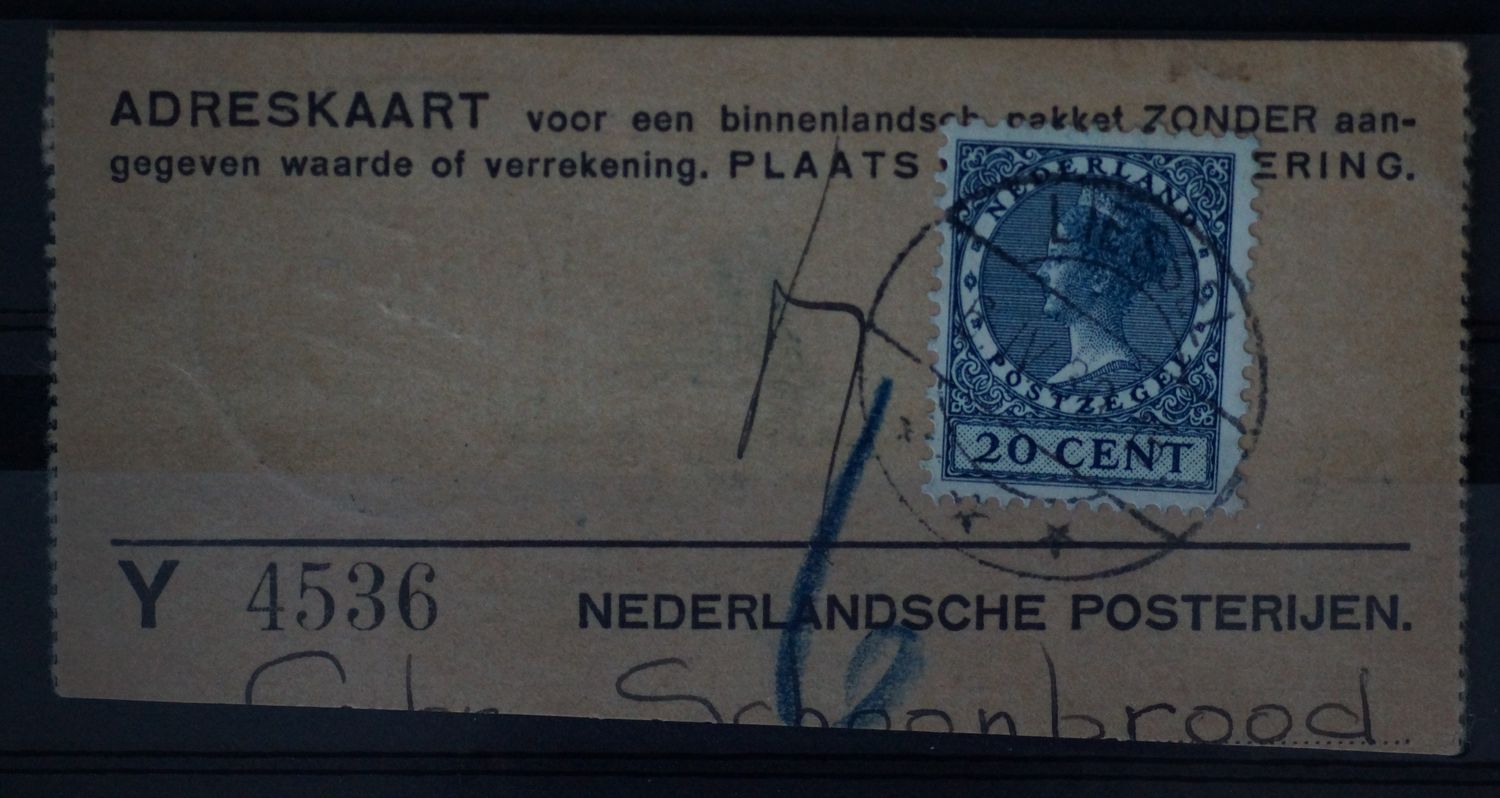 ADRESKAART voor een binnenlandsch pakket ZONDER aan-
gegeven waarde of verrekening. PLAATS ERING.
NEDERLAND
POSTZEGEL
20 CENT
Y 4536 NEDERLANDSCHE POSTERIJEN.
Schoonbrood